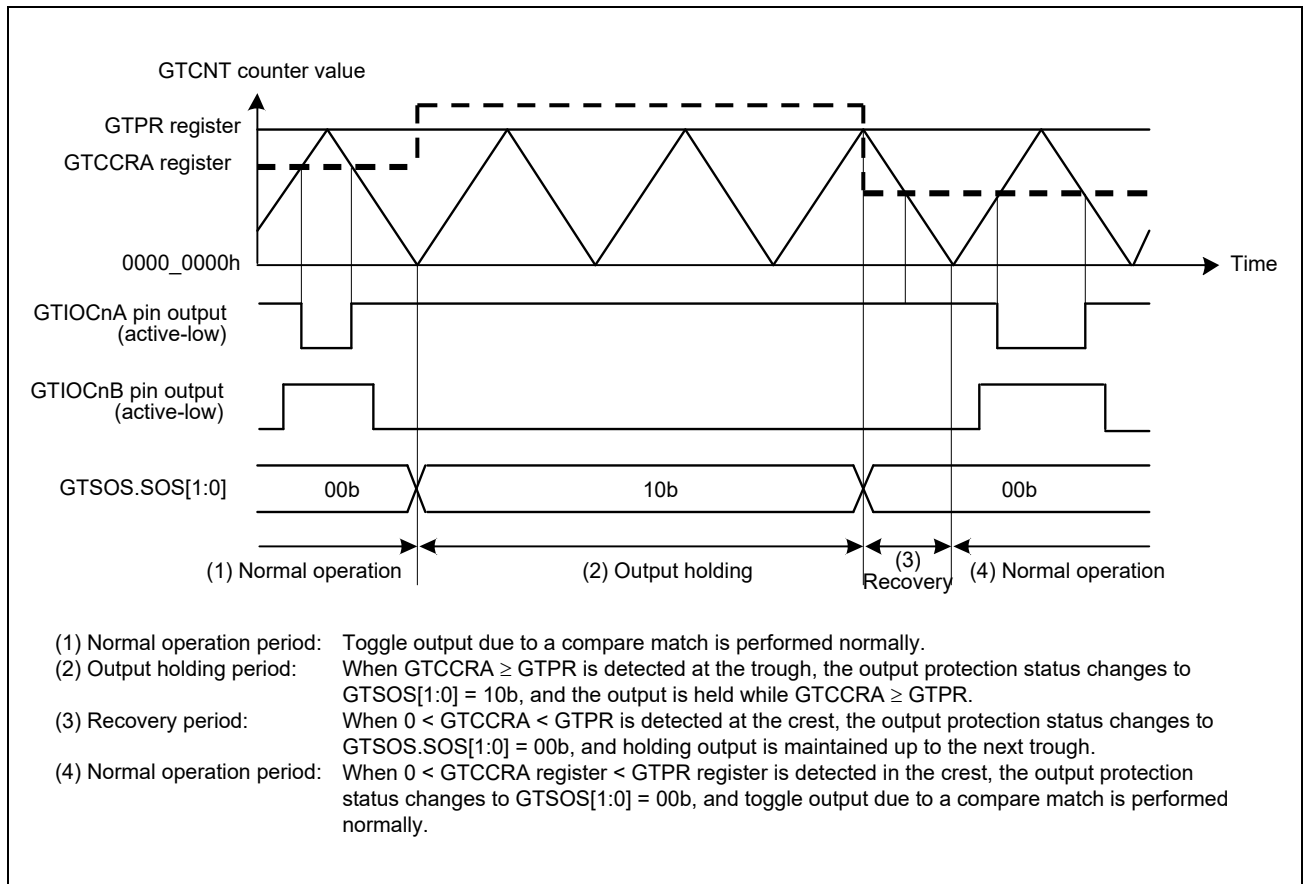 GTCNT counter value
GTPR register
GTCCRA register
0000_0000h
Time
GTIOCnA pin output
(active-low)
GTIOCnB pin output
(active-low)
GTSOS.SOS[1:0]
00b
10b
00b
(1) Normal operation
(2) Output holding
(3)
Recovery
(4) Normal operation
(1) Normal operation period: Toggle output due to a compare match is performed normally.
(2) Output holding period: When GTCCRA ≥ GTPR is detected at the trough, the output protection status changes to
GTSOS[1:0] = 10b, and the output is held while GTCCRA ≥ GTPR.
(3) Recovery period: When 0 < GTCCRA < GTPR is detected at the crest, the output protection status changes to
GTSOS.SOS[1:0] = 00b, and holding output is maintained up to the next trough.
(4) Normal operation period: When 0 < GTCCRA register < GTPR register is detected in the crest, the output protection
status changes to GTSOS[1:0] = 00b, and toggle output due to a compare match is performed
normally.